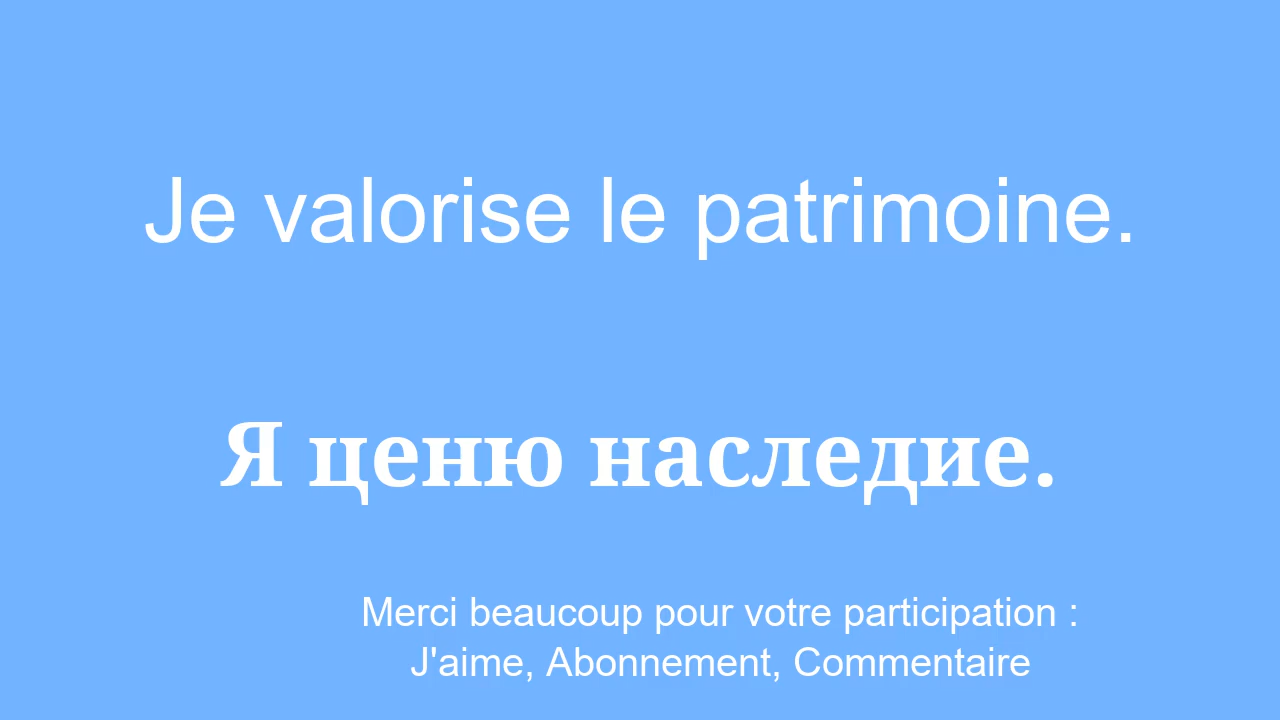 Je valorise le patrimoine.
Я ценю наследие.
Merci beaucoup pour votre participation :
J'aime, Abonnement, Commentaire